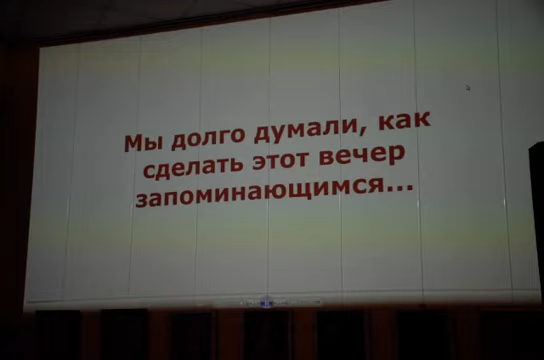 Мы долго думали, как
сделать этот вечер
запоминающимся...